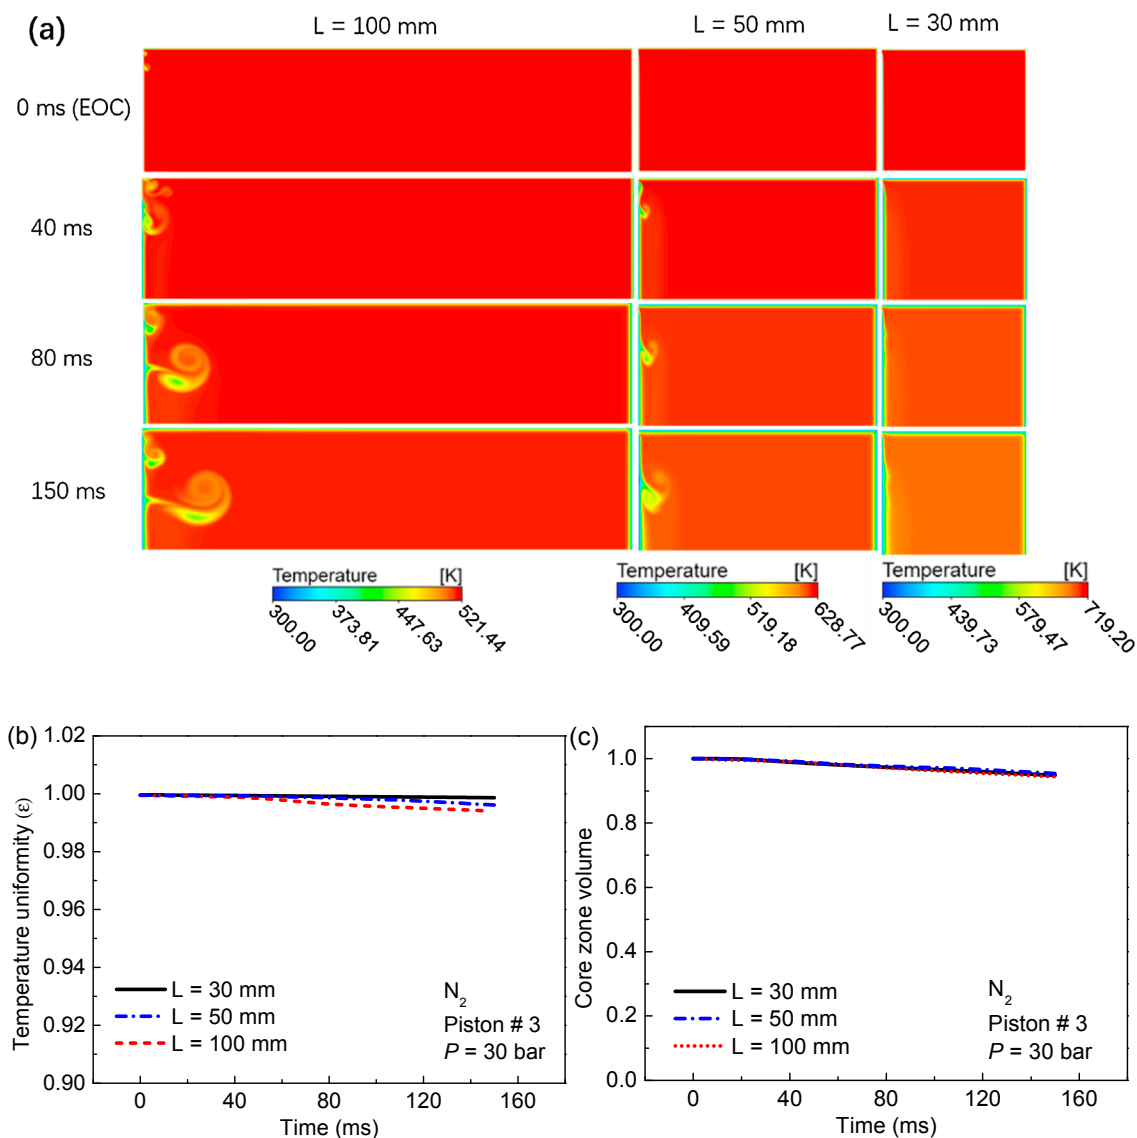 (a)
L = 100 mm
L = 50 mm
L = 30 mm
0 ms (EOC)
40 ms
80 ms
150 ms
Temperature [K]
300.00 373.81 447.63 521.44
Temperature [K]
300.00 409.59 519.18 628.77
Temperature [K]
300.00 439.73 579.47 719.20
(b)
Temperature uniformity (ε)
1.02
1.00
0.98
0.96
0.94
0.92
0.90
L = 30 mm
L = 50 mm
L = 100 mm
N₂
Piston # 3
P = 30 bar
0 40 80 120 160
Time (ms)
(c)
Core zone volume
1.0
0.8
0.6
0.4
0.2
0.0
L = 30 mm
L = 50 mm
L = 100 mm
N₂
Piston # 3
P = 30 bar
0 40 80 120 160
Time (ms)